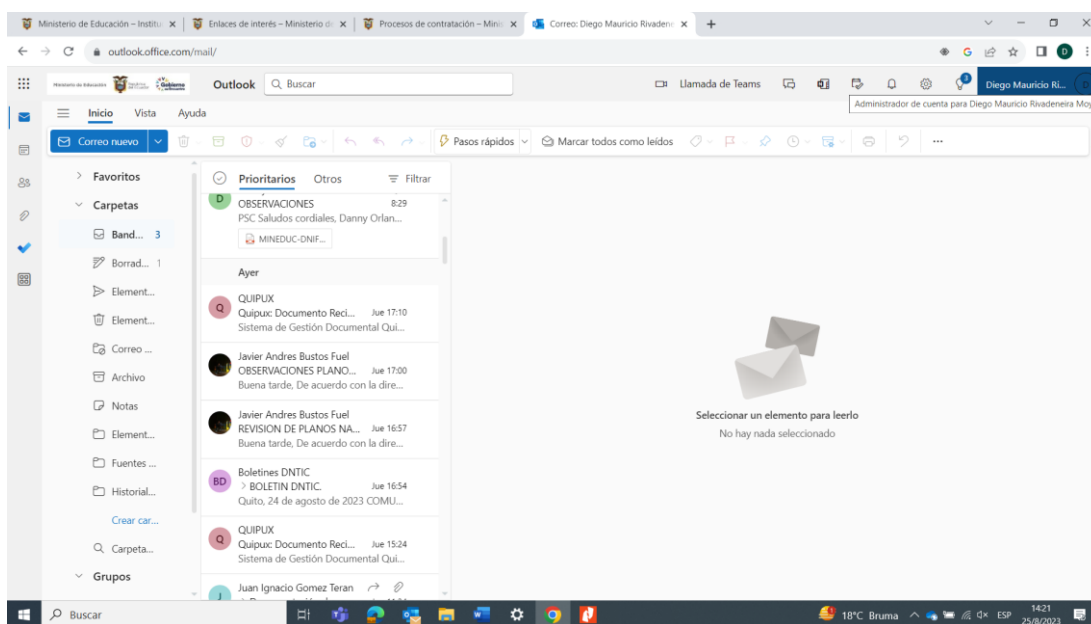 Ministerio de Educación – Institu
Enlaces de interés – Ministerio d
Procesos de contratación – Mini
Correo: Diego Mauricio Rivadene
outlook.office.com/mail/
G
D
Ministerio de Educación
Outlook
Buscar
Llamada de Teams
3
Diego Mauricio Ri...
Administrador de cuenta para Diego Mauricio Rivadeneira Moy
Inicio
Vista
Ayuda
Correo nuevo
Pasos rápidos
Marcar todos como leídos
Favoritos
Carpetas
Band... 3
Borrad... 1
Element...
Element...
Correo ...
Archivo
Notas
Element...
Fuentes ...
Historial...
Crear car...
Carpeta...
Grupos
Prioritarios
Otros
Filtrar
D
OBSERVACIONES 8:29
PSC Saludos cordiales, Danny Orlan...
MINEDUC-DNIF...
Ayer
Q
QUIPUX
Quipux: Documento Reci... Jue 17:10
Sistema de Gestión Documental Qui...
Javier Andres Bustos Fuel
OBSERVACIONES PLANO... Jue 17:00
Buena tarde, De acuerdo con la dire...
Javier Andres Bustos Fuel
REVISION DE PLANOS NA... Jue 16:57
Buena tarde, De acuerdo con la dire...
BD
Boletines DNTIC
BOLETIN DNTIC. Jue 16:54
Quito, 24 de agosto de 2023 COMU...
Q
QUIPUX
Quipux: Documento Reci... Jue 15:24
Sistema de Gestión Documental Qui...
J
Juan Ignacio Gomez Teran
Seleccionar un elemento para leerlo
No hay nada seleccionado
Buscar
18°C Bruma
ESP
14:21
25/8/2023